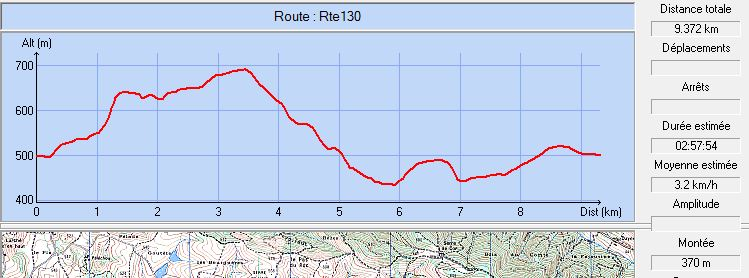 Route : Rte130
Alt (m)
700
600
500
400
0 1 2 3 4 5 6 7 8 Dist (km)
Distance totale
9.372 km
Déplacements
Arrêts
Durée estimée
02:57:54
Moyenne estimée
3.2 km/h
Amplitude
Montée
370 m